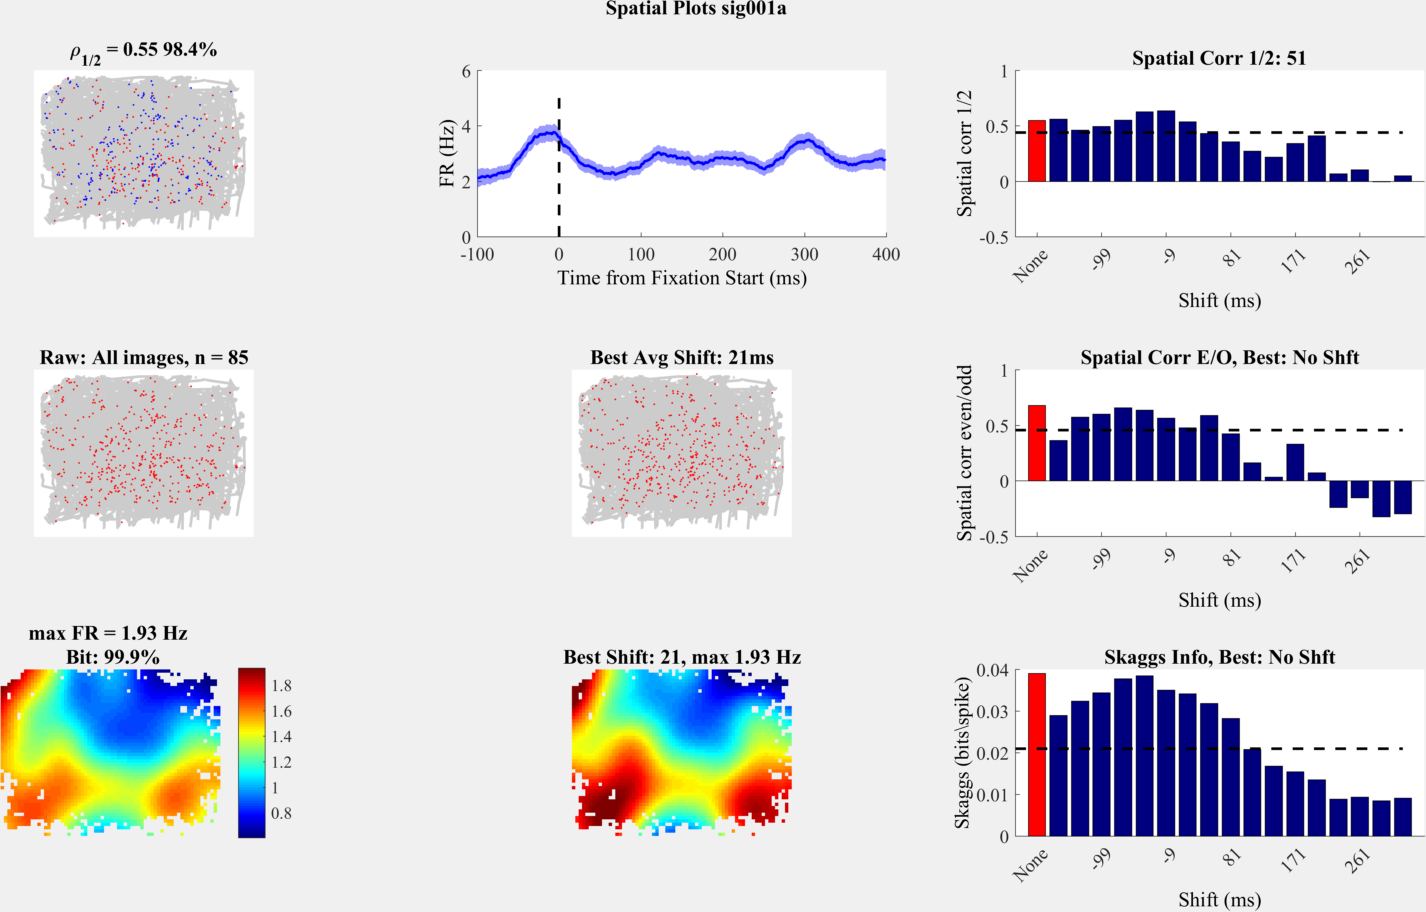 Spatial Plots sig001a
ρ1/2 = 0.55 98.4%
6
4
2
0
FR (Hz)
-100
0
100
200
300
400
Time from Fixation Start (ms)
Spatial Corr 1/2: 51
1
0.5
0
-0.5
Spatial corr 1/2
None
-99
-9
81
171
261
Shift (ms)
Raw: All images, n = 85
Best Avg Shift: 21ms
Spatial Corr E/O, Best: No Shft
1
0.5
0
-0.5
Spatial corr even/odd
None
-99
-9
81
171
261
Shift (ms)
max FR = 1.93 Hz
Bit: 99.9%
1.8
1.6
1.4
1.2
1
0.8
Best Shift: 21, max 1.93 Hz
Skaggs Info, Best: No Shft
0.04
0.03
0.02
0.01
0
Skaggs (bits\spike)
None
-99
-9
81
171
261
Shift (ms)